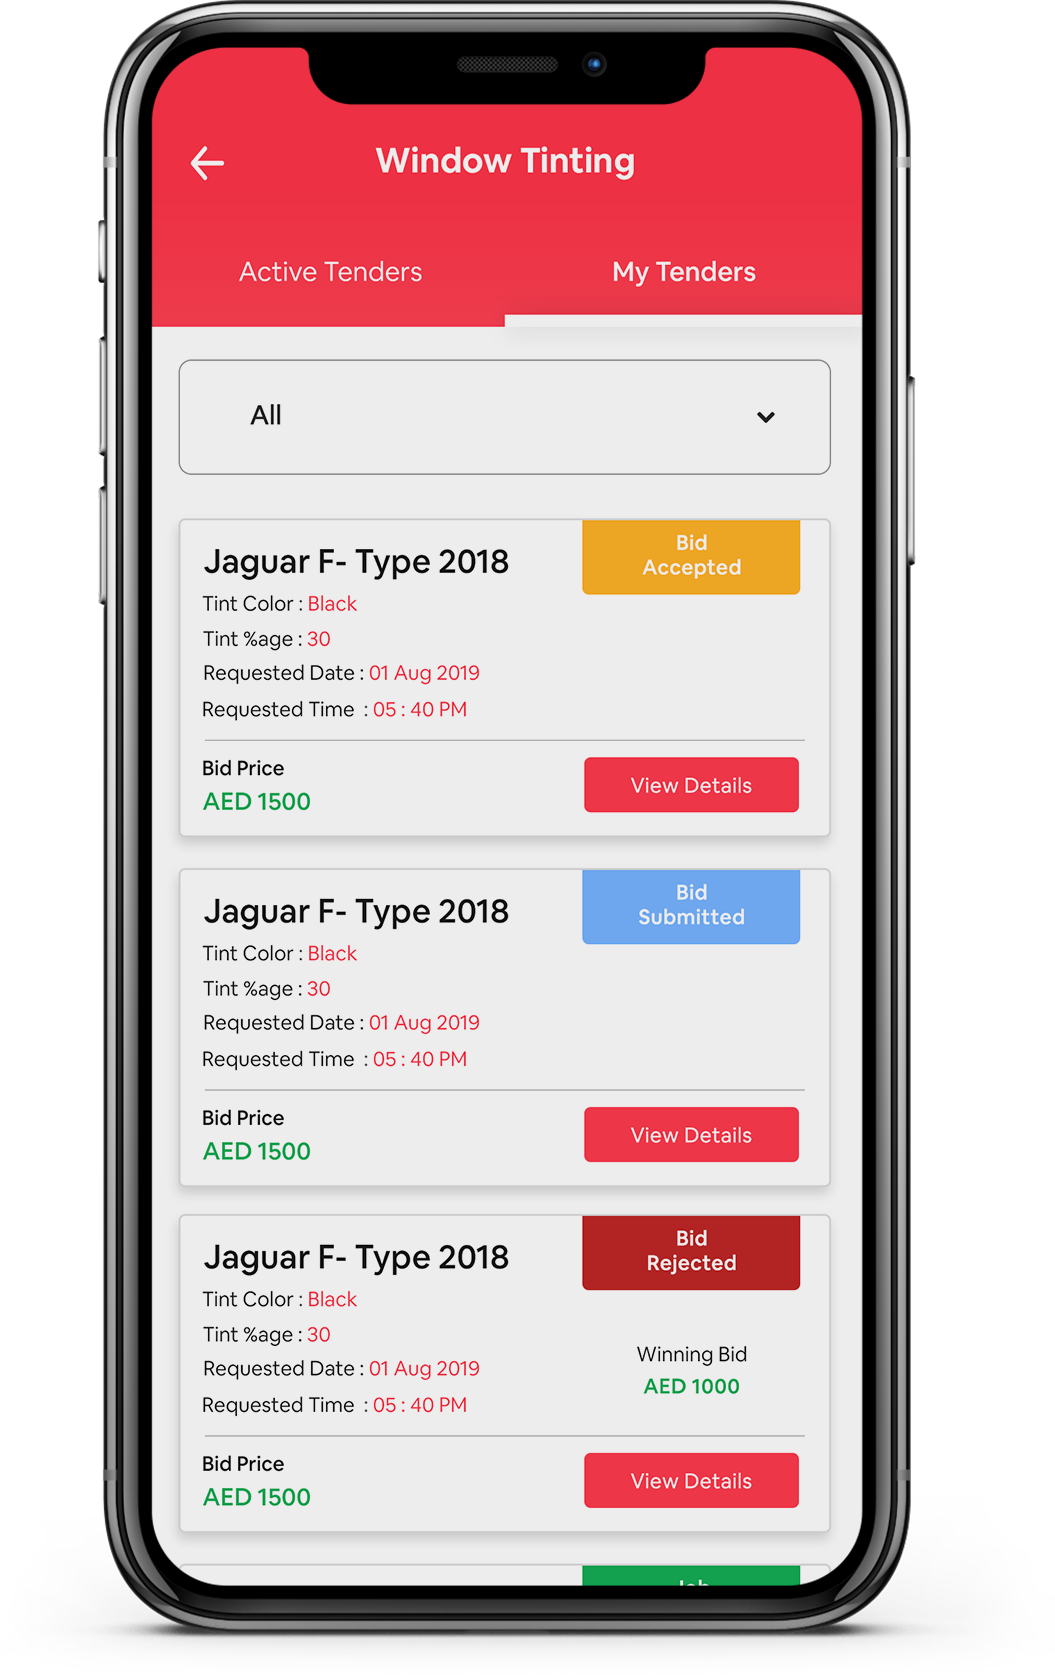 Window Tinting
Active Tenders
My Tenders
All
Jaguar F- Type 2018
Bid
Accepted
Tint Color : Black
Tint %age : 30
Requested Date : 01 Aug 2019
Requested Time : 05 : 40 PM
Bid Price
AED 1500
View Details
Jaguar F- Type 2018
Bid
Submitted
Tint Color : Black
Tint %age : 30
Requested Date : 01 Aug 2019
Requested Time : 05 : 40 PM
Bid Price
AED 1500
View Details
Jaguar F- Type 2018
Bid
Rejected
Tint Color : Black
Tint %age : 30
Requested Date : 01 Aug 2019
Requested Time : 05 : 40 PM
Winning Bid
AED 1000
Bid Price
AED 1500
View Details